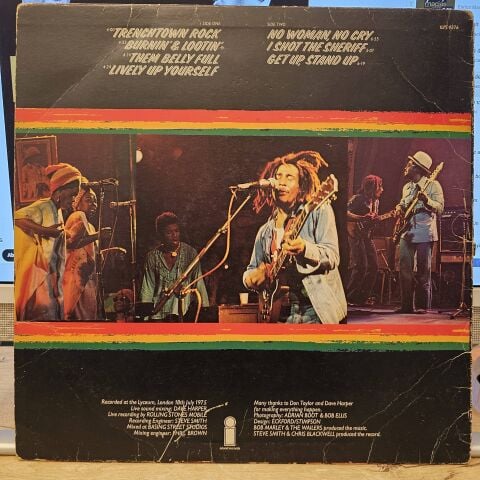 SIDE ONE
TRENCHTOWN ROCK
BURNIN' & LOOTIN'
THEM BELLY FULL
LIVELY UP YOURSELF
SIDE TWO
NO WOMAN, NO CRY
I SHOT THE SHERIFF
GET UP, STAND UP
ILPS 9376
Recorded at the Lyceum, London 18th July 1975
Live sound mixing: DAVE HARPER
Live recording by ROLLING STONES MOBILE
Recording Engineer: STEVE SMITH
Mixed at BASING STREET STUDIOS
Mixing engineer: PHILL BROWN
island records
Many thanks to Don Taylor and Dave Harper
for making everything happen.
Photography: ADRIAN BOOT & BOB ELLIS
Design: ECKFORD/STIMPSON
BOB MARLEY & THE WAILERS produced the music.
STEVE SMITH & CHRIS BLACKWELL produced the record.